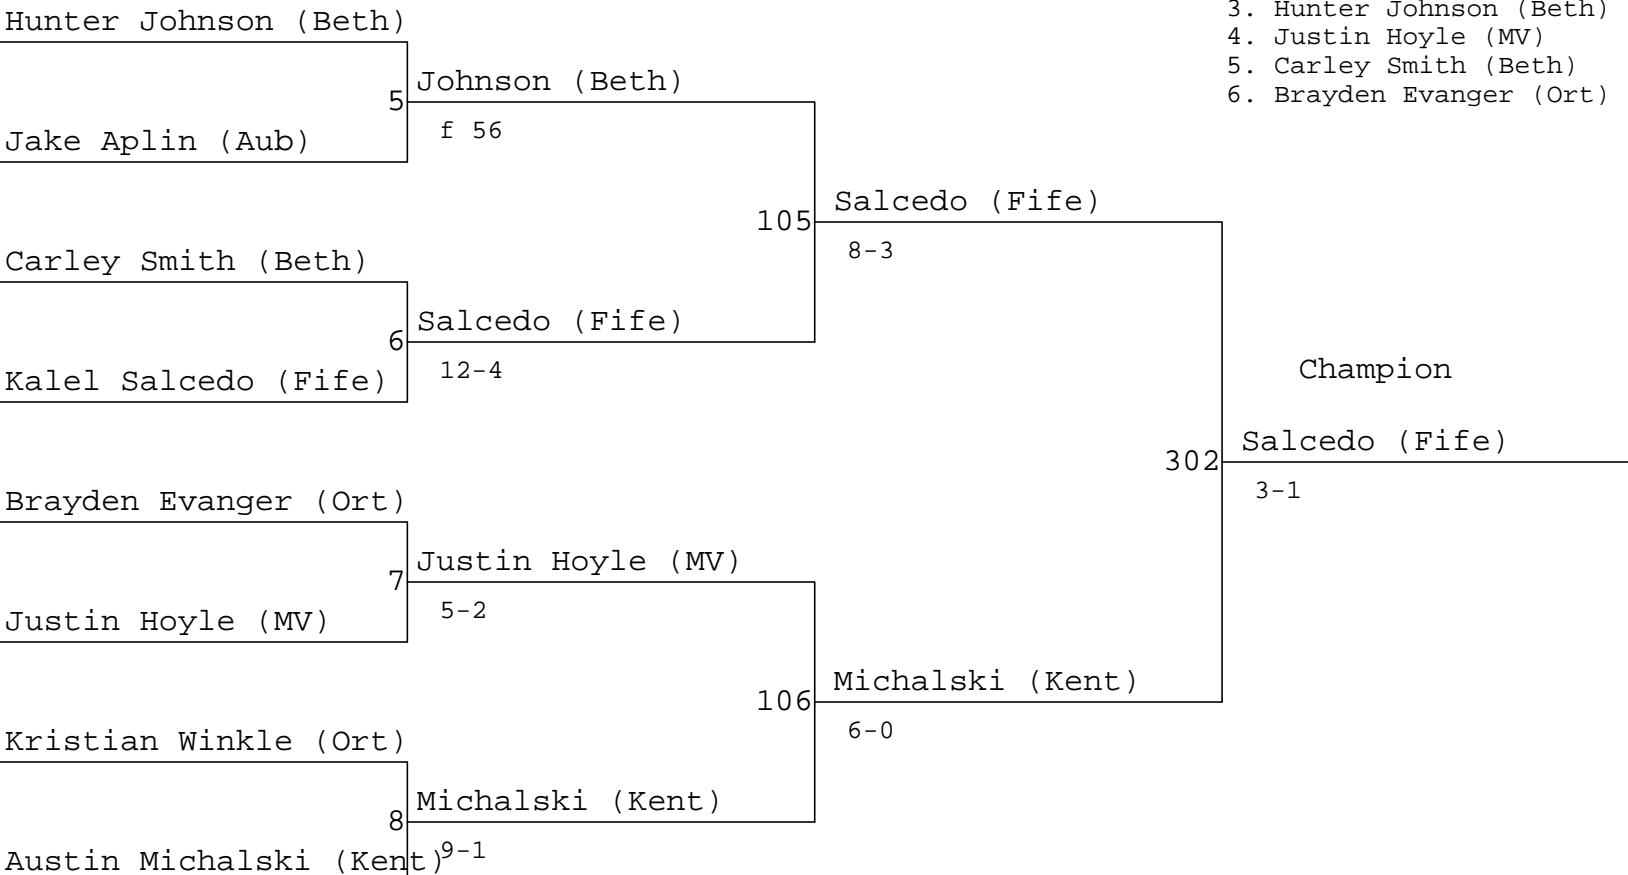 3. Hunter Johnson (Beth)
4. Justin Hoyle (MV)
5. Carley Smith (Beth)
6. Brayden Evanger (Ort)
Hunter Johnson (Beth)
Johnson (Beth)
5
f 56
Jake Aplin (Aub)
Salcedo (Fife)
105
8-3
Carley Smith (Beth)
Salcedo (Fife)
6
12-4
Kalel Salcedo (Fife)
Champion
Salcedo (Fife)
302
3-1
Brayden Evanger (Ort)
Justin Hoyle (MV)
7
5-2
Justin Hoyle (MV)
Michalski (Kent)
106
6-0
Kristian Winkle (Ort)
Michalski (Kent)
8
9-1
Austin Michalski (Kent)